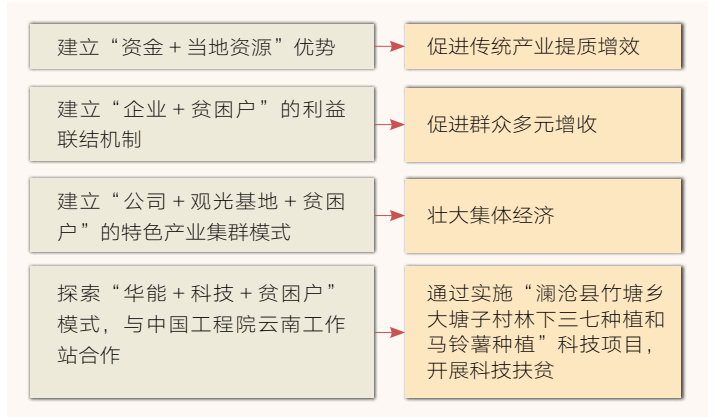 建立“资金＋当地资源”优势
促进传统产业提质增效
建立“企业＋贫困户”的利益
联结机制
促进群众多元增收
建立“公司＋观光基地＋贫困
户”的特色产业集群模式
壮大集体经济
探索“华能＋科技＋贫困户”
模式，与中国工程院云南工作
站合作
通过实施“澜沧县竹塘乡
大塘子村林下三七种植和
马铃薯种植”科技项目，
开展科技扶贫